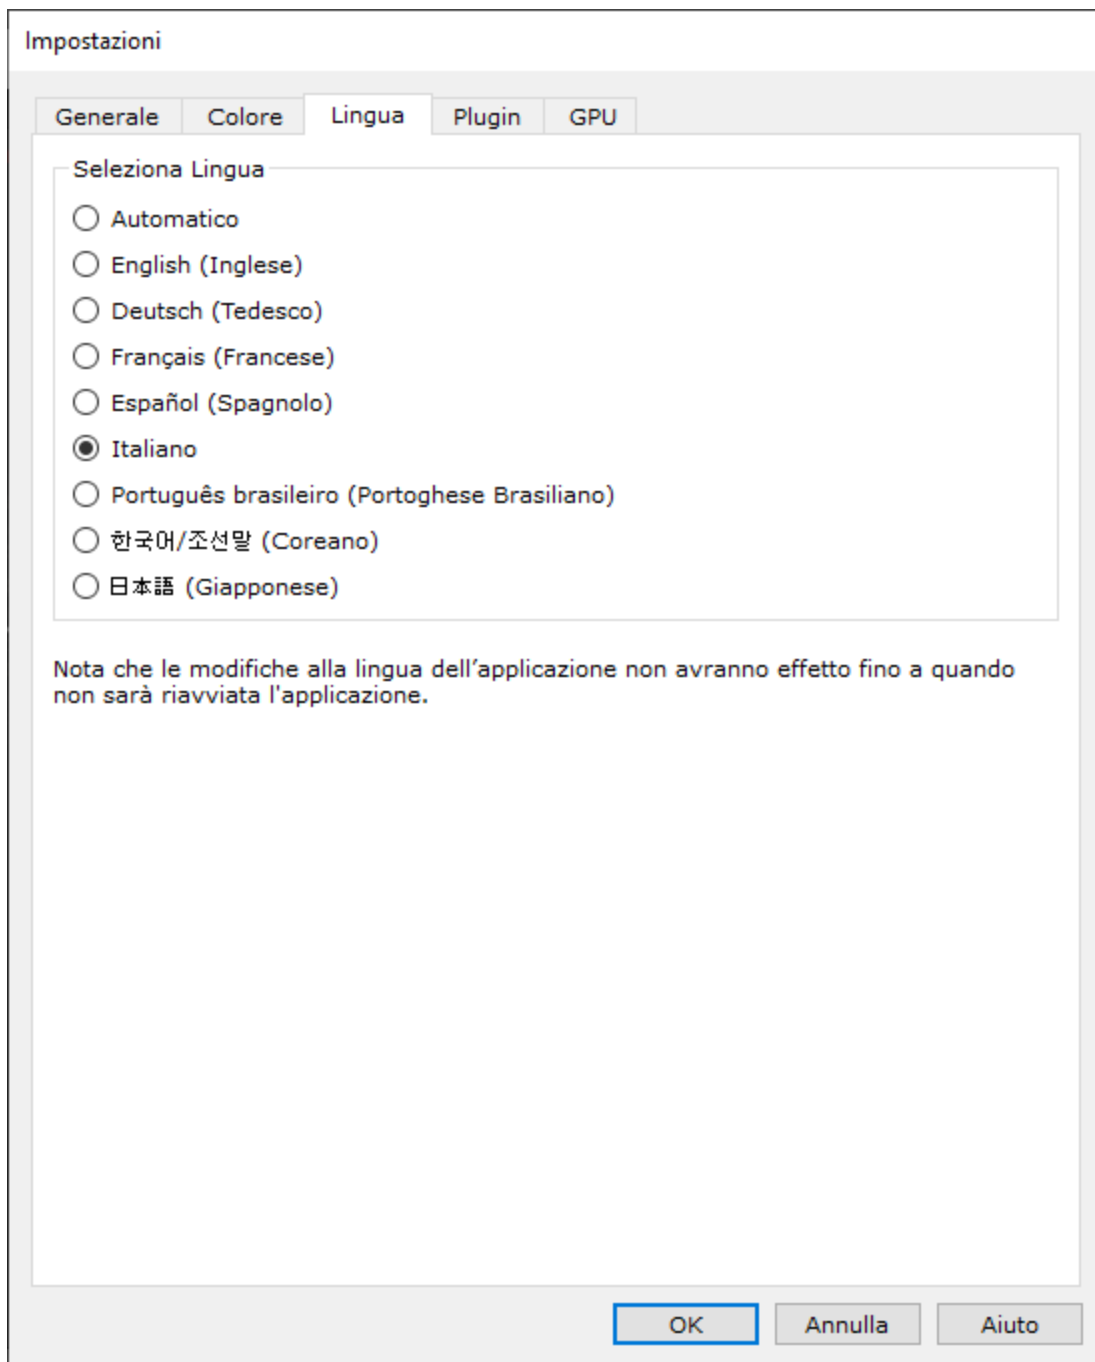 Impostazioni
Generale Colore Lingua Plugin GPU
Seleziona Lingua
Automatico
English (Inglese)
Deutsch (Tedesco)
Français (Francese)
Español (Spagnolo)
Italiano
Português brasileiro (Portoghese Brasiliano)
한국어/조선말 (Coreano)
日本語 (Giapponese)
Nota che le modifiche alla lingua dell’applicazione non avranno effetto fino a quando
non sarà riavviata l'applicazione.
OK Annulla Aiuto